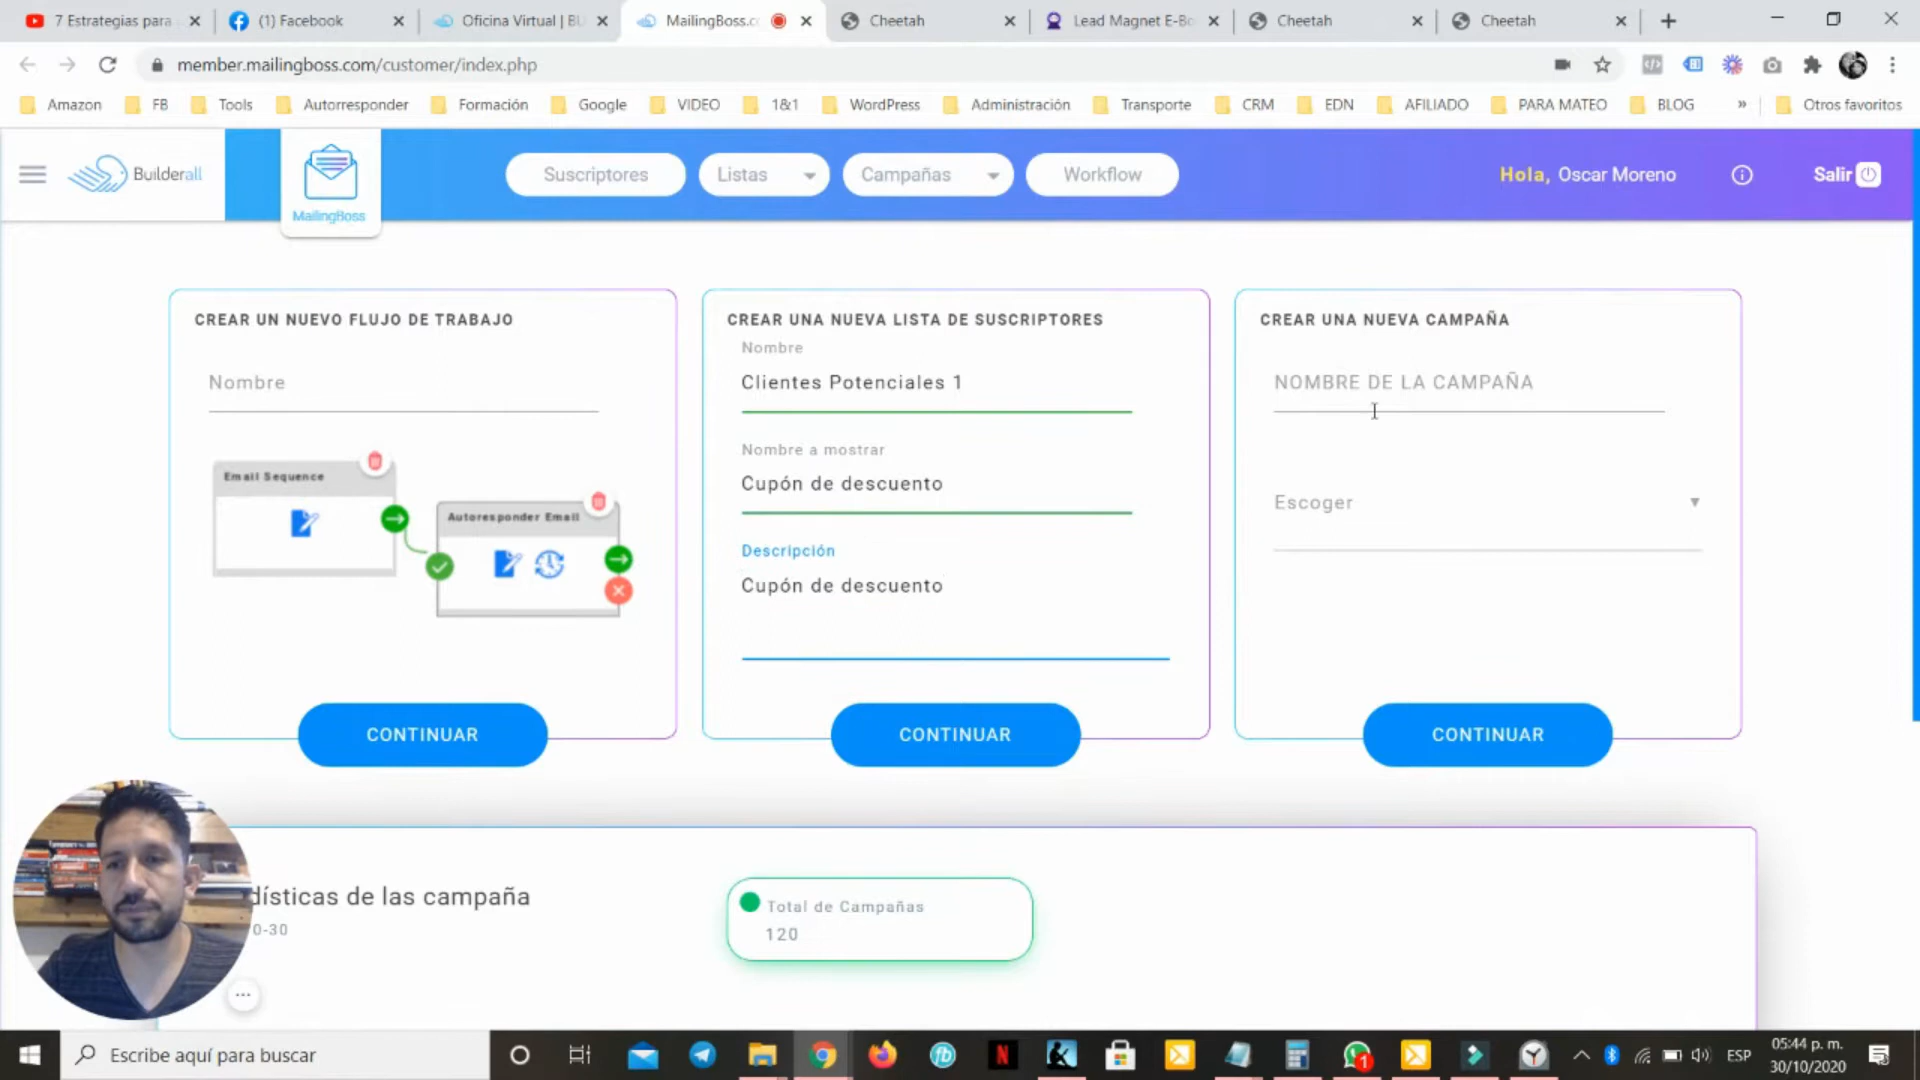 7 Estrategias para
(1) Facebook
Oficina Virtual | BU
MailingBoss.co
Cheetah
Lead Magnet E-Bo
Cheetah
Cheetah
member.mailingboss.com/customer/index.php
Amazon
FB
Tools
Autorresponder
Formación
Google
VIDEO
1&1
WordPress
Administración
Transporte
CRM
EDN
AFILIADO
PARA MATEO
BLOG
»
Otros favoritos
Builderall
MailingBoss
Suscriptores
Listas
Campañas
Workflow
Hola, Oscar Moreno
Salir
CREAR UN NUEVO FLUJO DE TRABAJO
Nombre
Email Sequence
Autoresponder Email
CONTINUAR
CREAR UNA NUEVA LISTA DE SUSCRIPTORES
Nombre
Clientes Potenciales 1
Nombre a mostrar
Cupón de descuento
Descripción
Cupón de descuento
CONTINUAR
CREAR UNA NUEVA CAMPAÑA
NOMBRE DE LA CAMPAÑA
Escoger
CONTINUAR
dísticas de las campaña
0-30
Total de Campañas
120
Escribe aquí para buscar
1
ESP
05:44 p. m.
30/10/2020